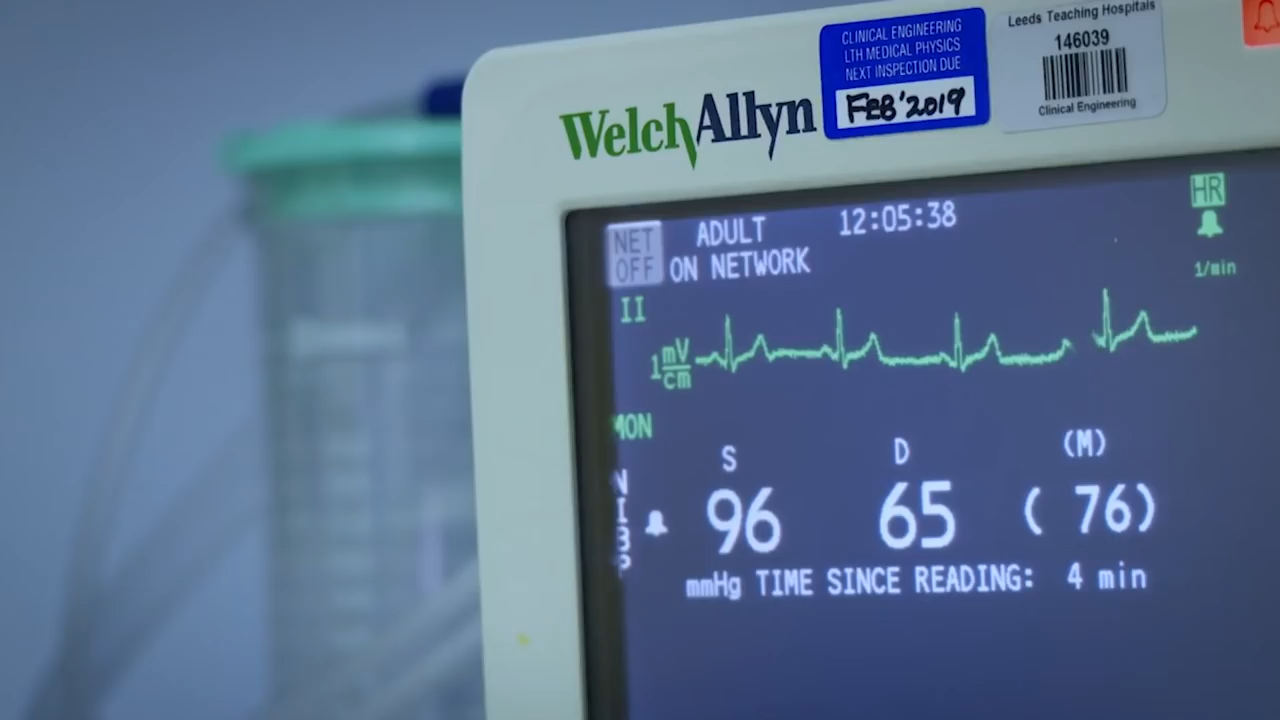 WelchAllyn
CLINICAL ENGINEERING
LTH MEDICAL PHYSICS
NEXT INSPECTION DUE
FEB'2019
Leeds Teaching Hospitals
146039
Clinical Engineering
NET
OFF
ADULT
ON NETWORK
12:05:38
HR
1/min
II
1 mV
cm
MON
NIBP
S D (M)
96 65 ( 76)
mmHg TIME SINCE READING: 4 min